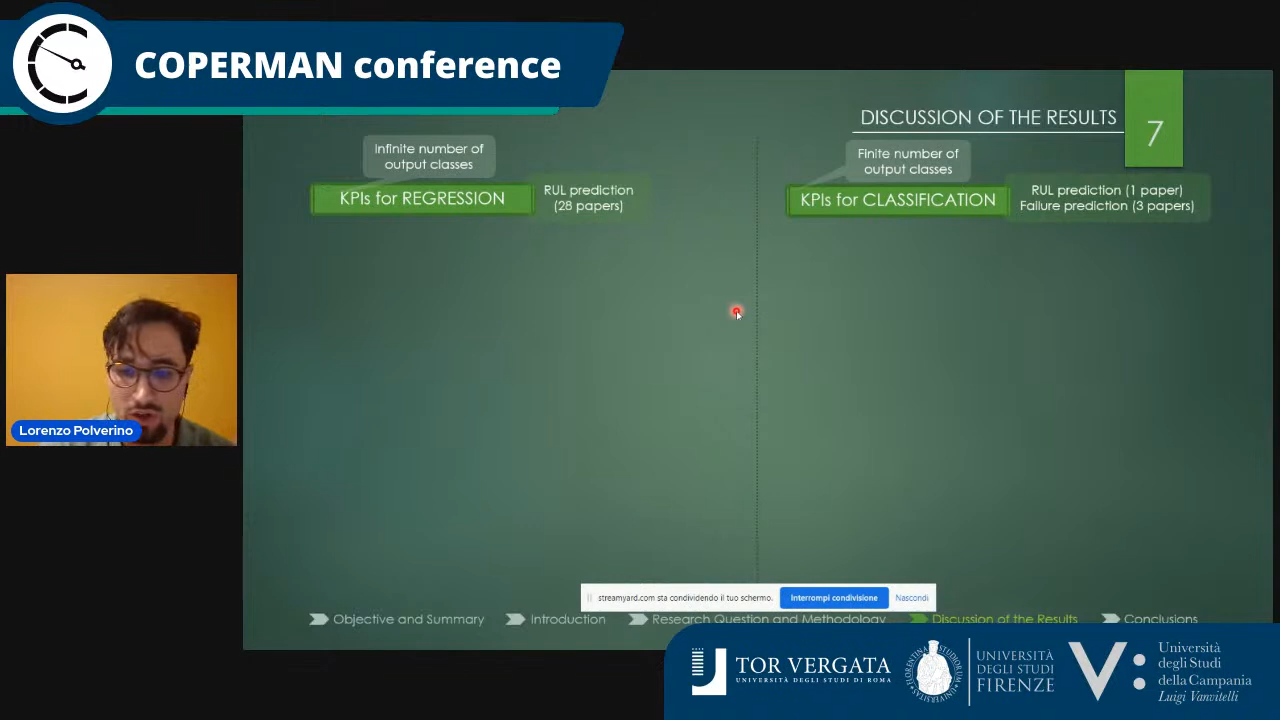 COPERMAN conference
DISCUSSION OF THE RESULTS
7
Infinite number of
output classes
KPIs for REGRESSION
RUL prediction
(28 papers)
Finite number of
output classes
KPIs for CLASSIFICATION
RUL prediction (1 paper)
Failure prediction (3 papers)
Lorenzo Polverino
streamyard.com sta condividendo il tuo schermo.
Interrompi condivisione
Nascondi
Objective and Summary
Introduction
Research Question and Methodology
Discussion of the Results
Conclusions
TOR VERGATA
UNIVERSITÀ DEGLI STUDI DI ROMA
UNIVERSITÀ
DEGLI STUDI
FIRENZE
Università
degli Studi
della Campania
Luigi Vanvitelli